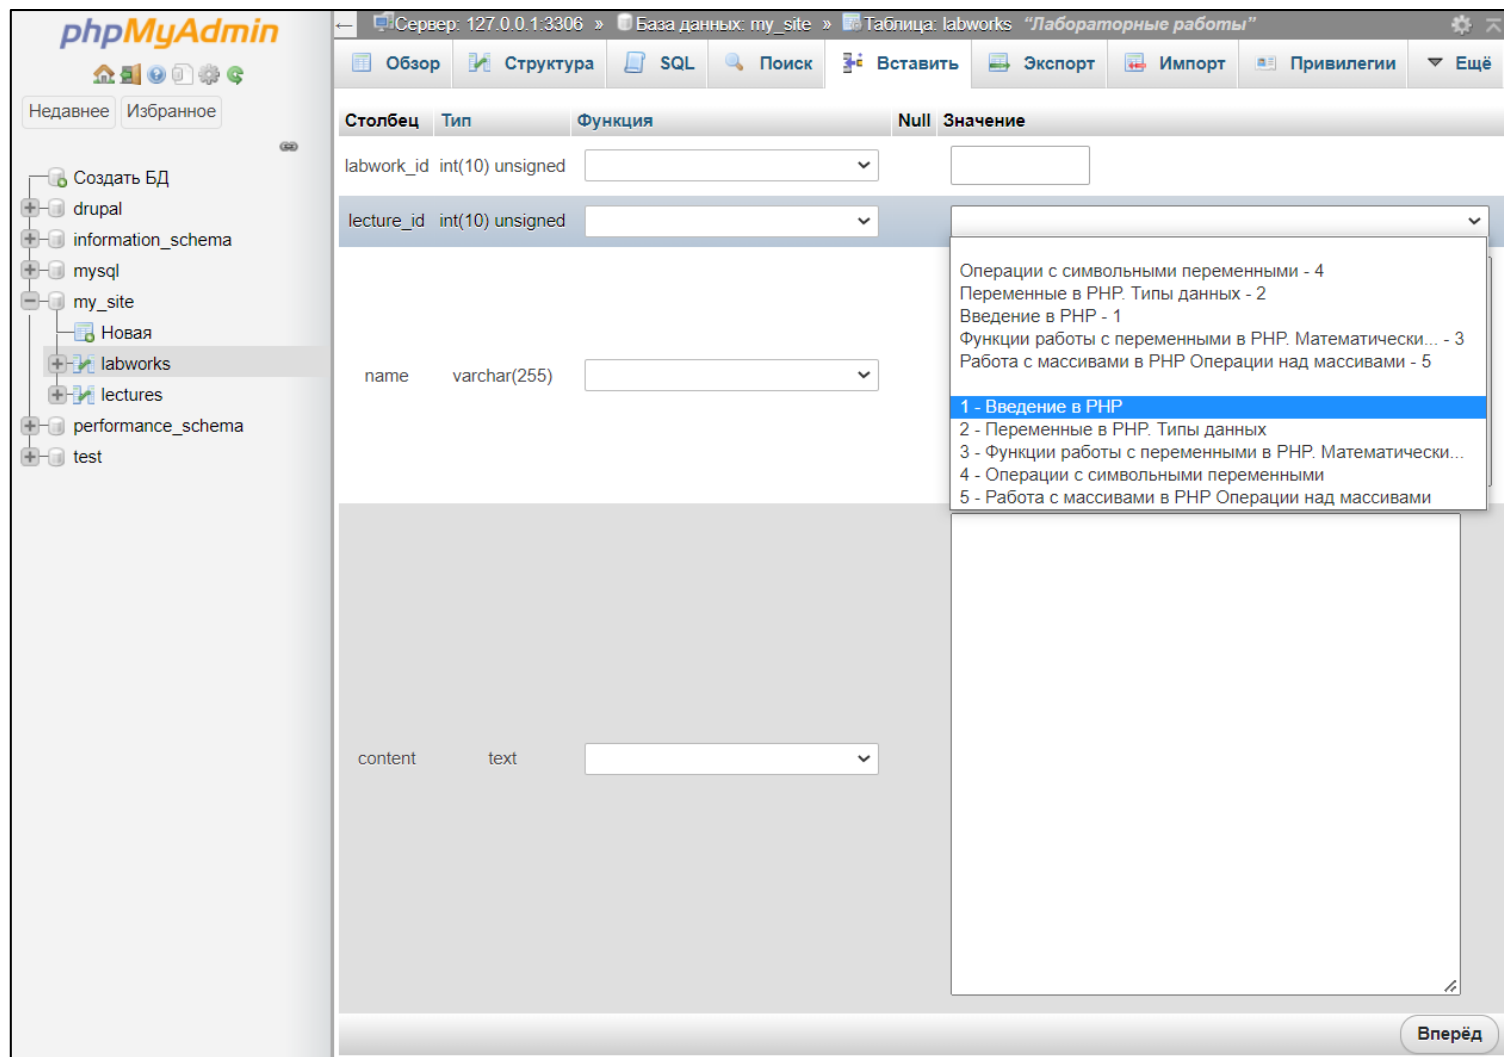 phpMyAdmin
Недавнее Избранное
Создать БД
drupal
information_schema
mysql
my_site
Новая
labworks
lectures
performance_schema
test
← Сервер: 127.0.0.1:3306 » База данных: my_site » Таблица: labworks "Лабораторные работы"
Обзор Структура SQL Поиск Вставить Экспорт Импорт Привилегии Ещё
Столбец Тип Функция Null Значение
labwork_id int(10) unsigned
lecture_id int(10) unsigned
Операции с символьными переменными - 4
Переменные в PHP. Типы данных - 2
Введение в PHP - 1
Функции работы с переменными в PHP. Математически... - 3
Работа с массивами в PHP Операции над массивами - 5
name varchar(255)
1 - Введение в PHP
2 - Переменные в PHP. Типы данных
3 - Функции работы с переменными в PHP. Математически...
4 - Операции с символьными переменными
5 - Работа с массивами в PHP Операции над массивами
content text
Вперёд